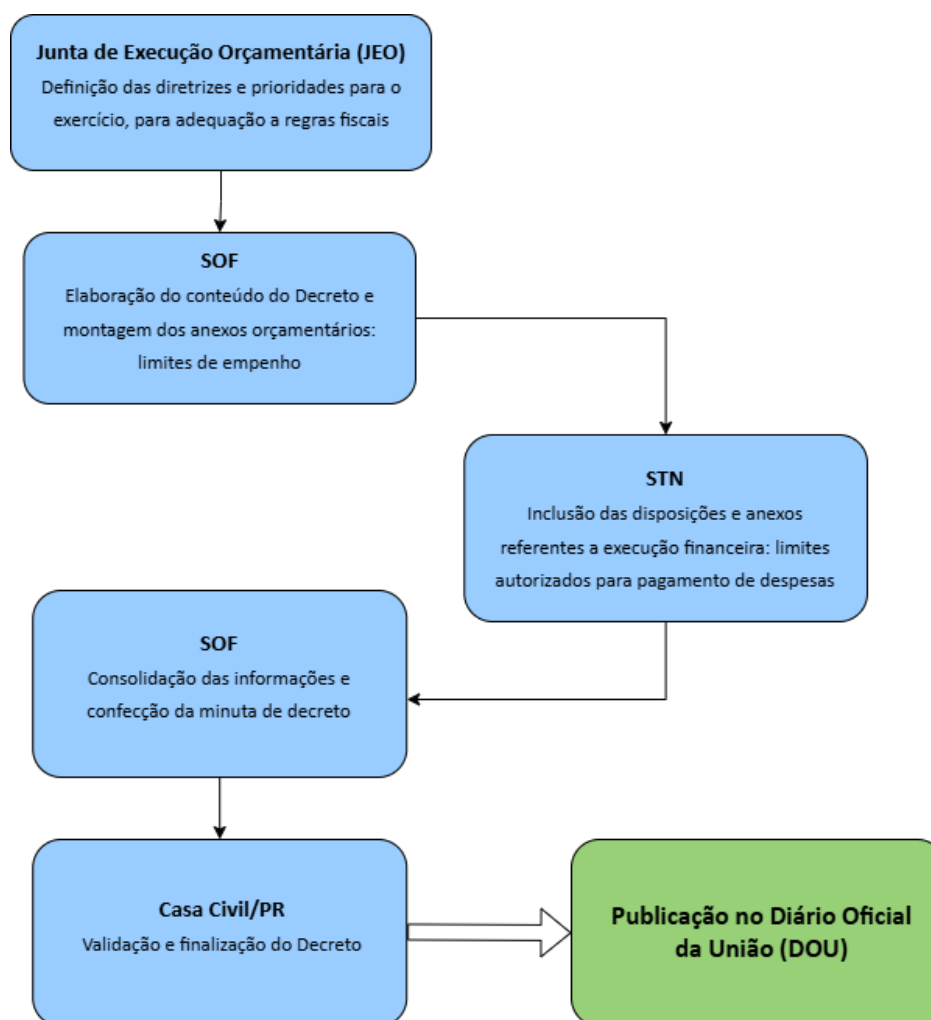 Junta de Execução Orçamentária (JEO)
Definição das diretrizes e prioridades para o
exercício, para adequação a regras fiscais
SOF
Elaboração do conteúdo do Decreto e
montagem dos anexos orçamentários:
limites de empenho
STN
Inclusão das disposições e anexos
referentes a execução financeira: limites
autorizados para pagamento de despesas
SOF
Consolidação das informações e
confecção da minuta de decreto
Casa Civil/PR
Validação e finalização do Decreto
Publicação no Diário Oficial
da União (DOU)